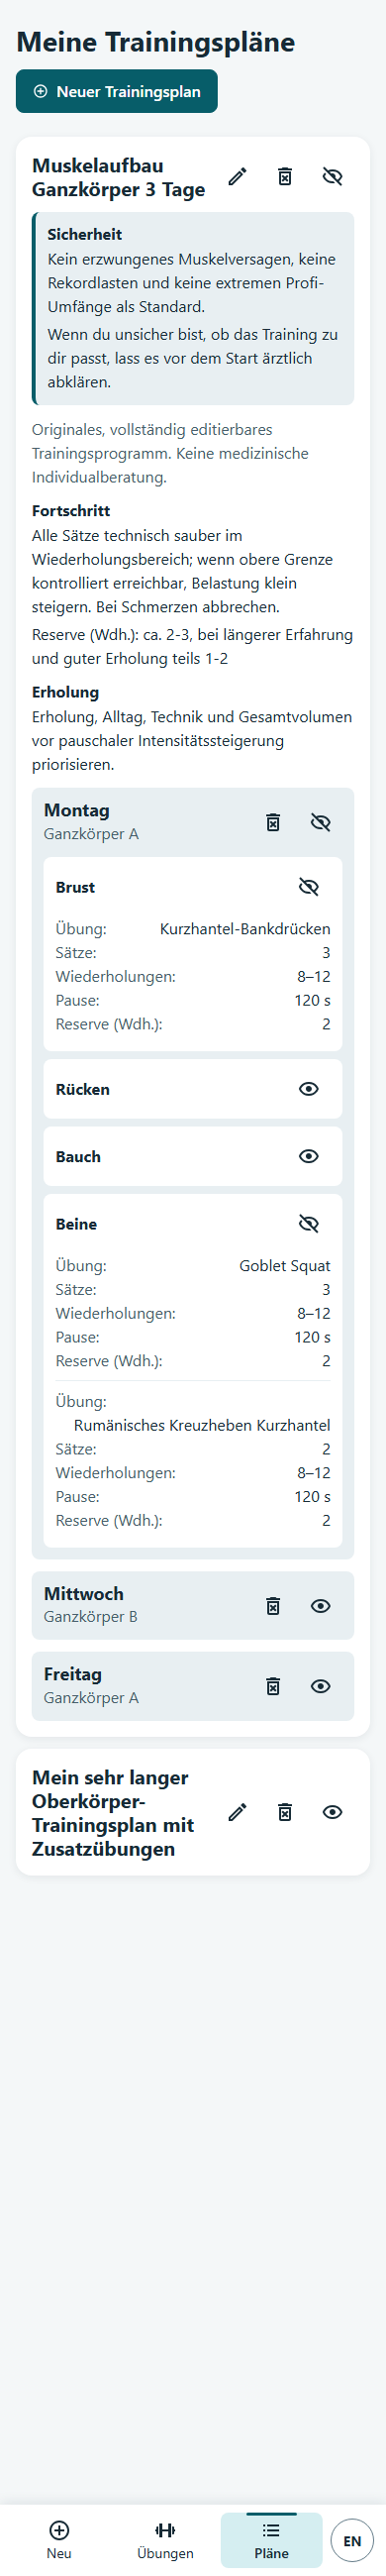 Meine Trainingspläne
Neuer Trainingsplan
Muskelaufbau
Ganzkörper 3 Tage
Sicherheit
Kein erzwungenes Muskelversagen, keine
Rekordlasten und keine extremen Profi-
Umfänge als Standard.
Wenn du unsicher bist, ob das Training zu
dir passt, lass es vor dem Start ärztlich
abklären.
Originales, vollständig editierbares
Trainingsprogramm. Keine medizinische
Individualberatung.
Fortschritt
Alle Sätze technisch sauber im
Wiederholungsbereich; wenn obere Grenze
kontrolliert erreichbar, Belastung klein
steigern. Bei Schmerzen abbrechen.
Reserve (Wdh.): ca. 2-3, bei längerer Erfahrung
und guter Erholung teils 1-2
Erholung
Erholung, Alltag, Technik und Gesamtvolumen
vor pauschaler Intensitätssteigerung
priorisieren.
Montag
Ganzkörper A
Brust
Übung: Kurzhantel-Bankdrücken
Sätze: 3
Wiederholungen: 8–12
Pause: 120 s
Reserve (Wdh.): 2
Rücken
Bauch
Beine
Übung: Goblet Squat
Sätze: 3
Wiederholungen: 8–12
Pause: 120 s
Reserve (Wdh.): 2
Übung:
Rumänisches Kreuzheben Kurzhantel
Sätze: 2
Wiederholungen: 8–12
Pause: 120 s
Reserve (Wdh.): 2
Mittwoch
Ganzkörper B
Freitag
Ganzkörper A
Mein sehr langer
Oberkörper-
Trainingsplan mit
Zusatzübungen
Neu Übungen Pläne EN